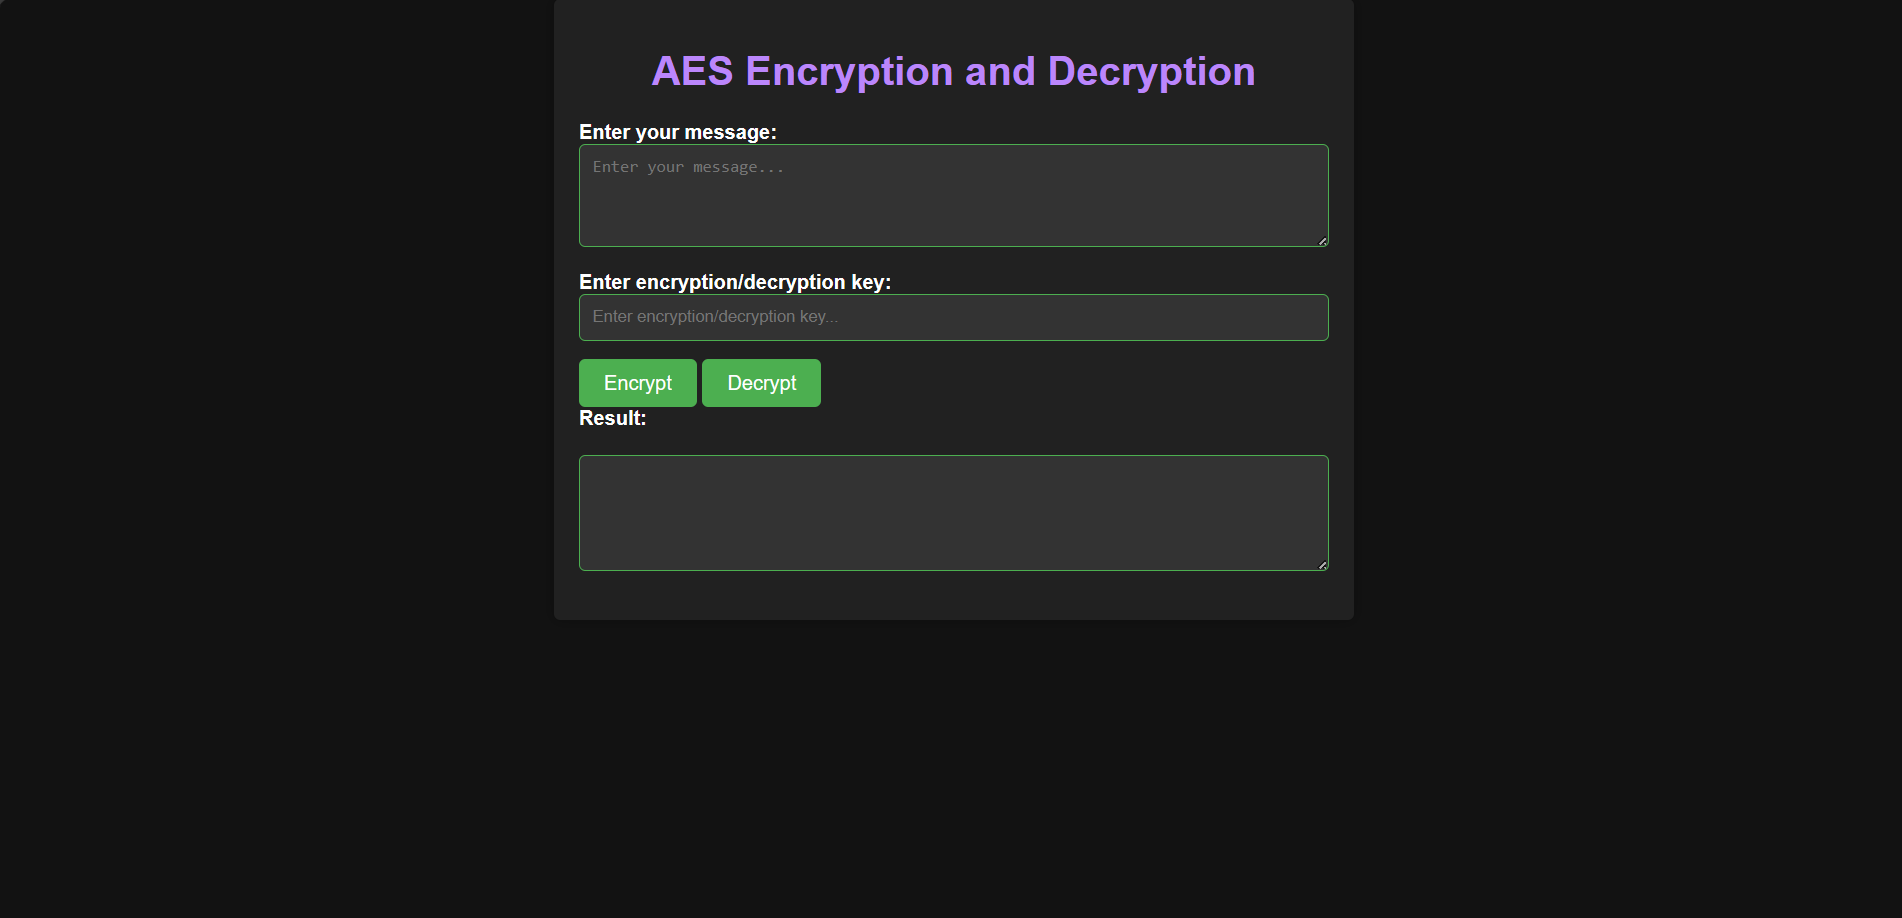 AES Encryption and Decryption
Enter your message:
Enter your message...
Enter encryption/decryption key:
Enter encryption/decryption key...
Encrypt Decrypt
Result: